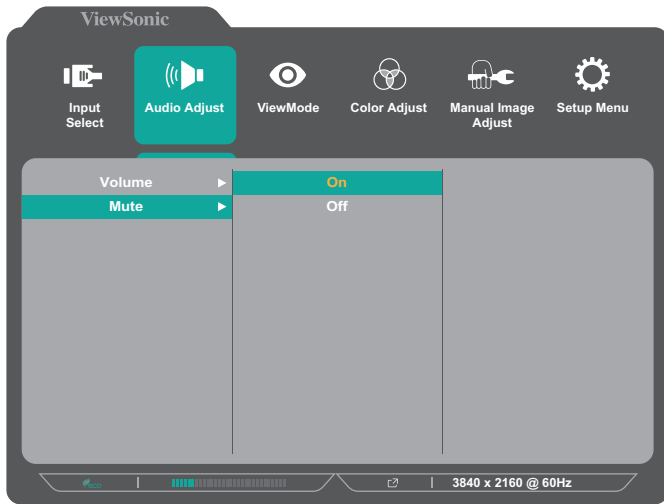 ViewSonic
Input
Select
Audio Adjust
ViewMode
Color Adjust
Manual Image
Adjust
Setup Menu
Volume
On
Mute
Off
eco
3840 x 2160 @ 60Hz